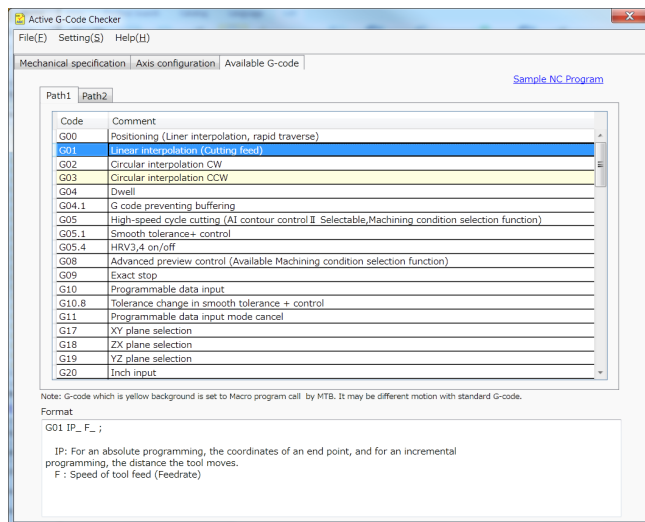 Active G-Code Checker
File(F) Setting(S) Help(H)
Mechanical specification Axis configuration Available G-code
Sample NC Program
Path1 Path2
Code Comment
G00 Positioning (Liner interpolation, rapid traverse)
G01 Linear interpolation (Cutting feed)
G02 Circular interpolation CW
G03 Circular interpolation CCW
G04 Dwell
G04.1 G code preventing buffering
G05 High-speed cycle cutting (AI contour control Ⅱ Selectable,Machining condition selection function)
G05.1 Smooth tolerance+ control
G05.4 HRV3,4 on/off
G08 Advanced preview control (Available Machining condition selection function)
G09 Exact stop
G10 Programmable data input
G10.8 Tolerance change in smooth tolerance + control
G11 Programmable data input mode cancel
G17 XY plane selection
G18 ZX plane selection
G19 YZ plane selection
G20 Inch input
Note: G-code which is yellow background is set to Macro program call by MTB. It may be different motion with standard G-code.
Format
G01 IP_ F_ ;
IP: For an absolute programming, the coordinates of an end point, and for an incremental
programming, the distance the tool moves.
F : Speed of tool feed (Feedrate)